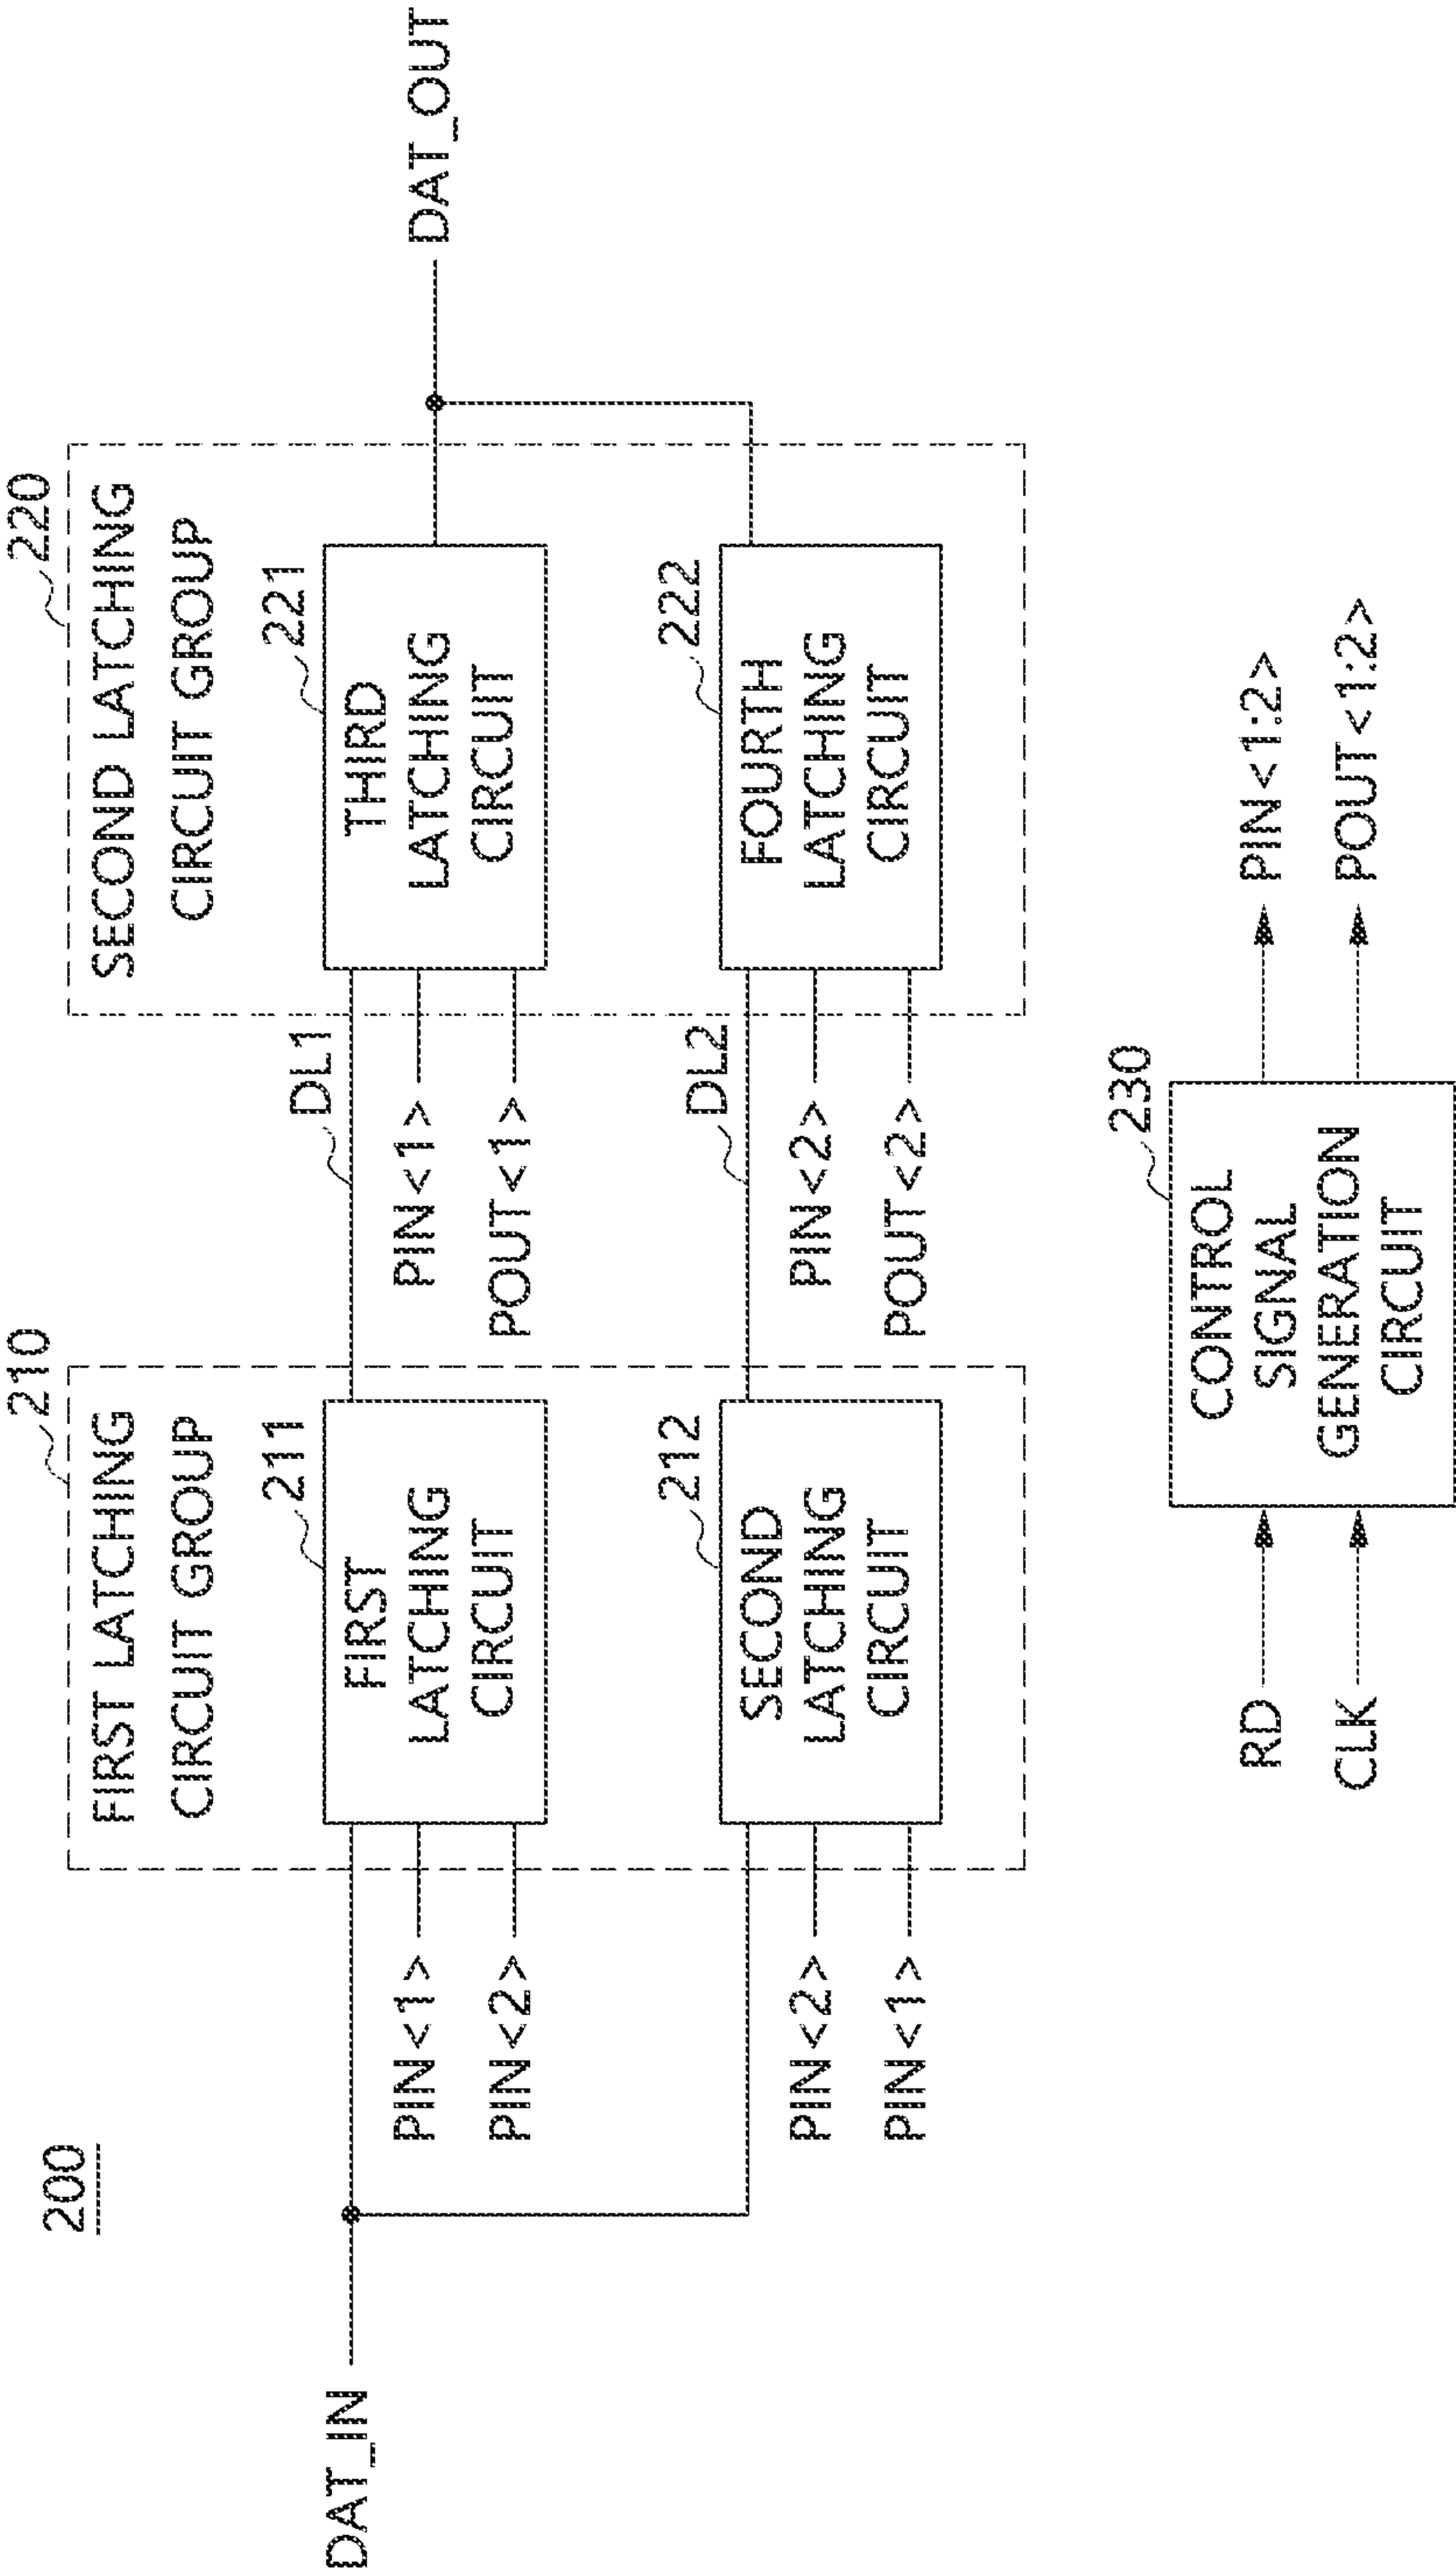 200
210
FIRST LATCHING
CIRCUIT GROUP
220
SECOND LATCHING
CIRCUIT GROUP
DAT_IN
211
FIRST
LATCHING
CIRCUIT
PIN<1>
PIN<2>
DL1
PIN<1>
POUT<1>
221
THIRD
LATCHING
CIRCUIT
DAT_OUT
212
SECOND
LATCHING
CIRCUIT
PIN<2>
PIN<1>
DL2
PIN<2>
POUT<2>
222
FOURTH
LATCHING
CIRCUIT
230
RD
CLK
CONTROL
SIGNAL
GENERATION
CIRCUIT
PIN<1:2>
POUT<1:2>